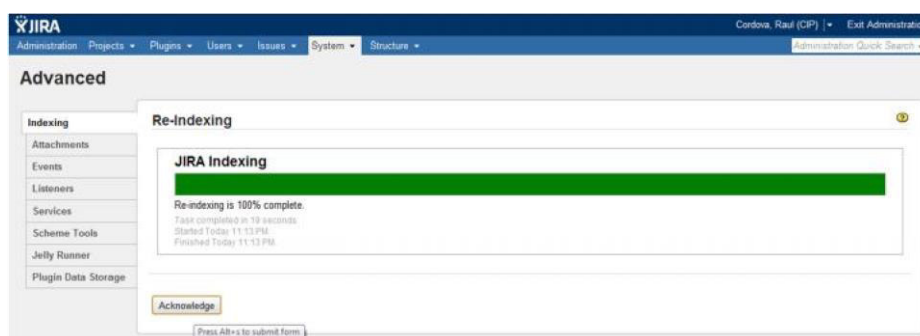 JIRA
Cordova, Raul (CIP) Exit Administratio
Administration Projects Plugins Users Issues System Structure
Administration Quick Search
Advanced
Indexing
Attachments
Events
Listeners
Services
Scheme Tools
Jelly Runner
Plugin Data Storage
Re-Indexing
JIRA Indexing
Re-indexing is 100% complete.
Task completed in 19 seconds.
Started Today 11:13 PM.
Finished Today 11:13 PM.
Acknowledge
Press Alt+s to submit form